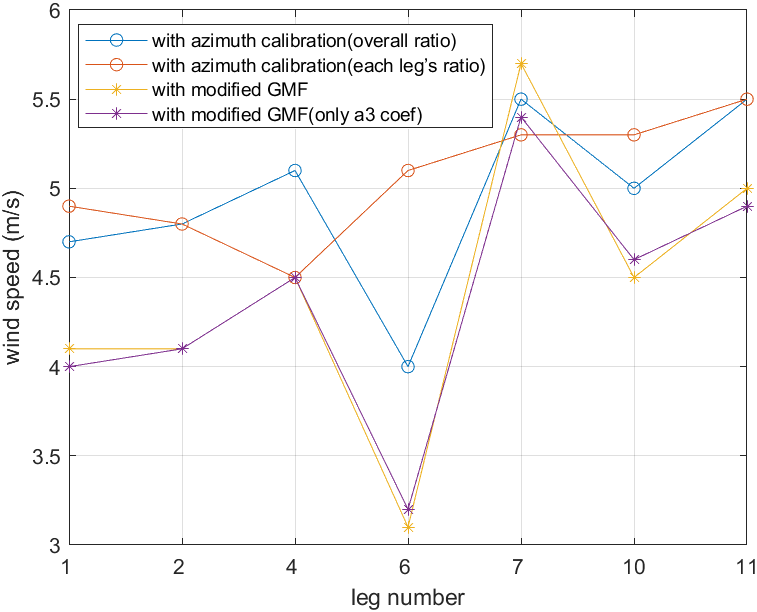 6
5.5
5
4.5
4
3.5
3
wind speed (m/s)
with azimuth calibration(overall ratio)
with azimuth calibration(each leg's ratio)
with modified GMF
with modified GMF(only a3 coef)
1 2 4 6 7 10 11
leg number